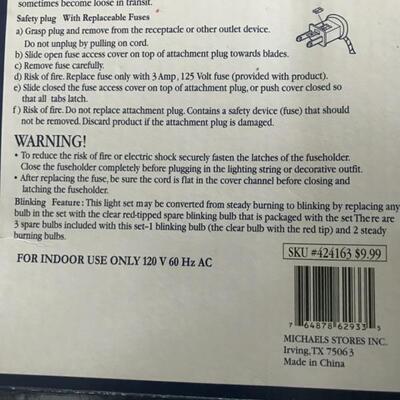 sometimes become loose in transit.
Safety plug With Replaceable Fuses
a) Grasp plug and remove from the receptacle or other outlet device.
Do not unplug by pulling on cord.
b) Slide open fuse access cover on top of attachment plug towards blades.
c) Remove fuse carefully.
d) Risk of fire. Replace fuse only with 3 Amp, 125 Volt fuse (provided with product).
e) Slide closed the fuse access cover on top of attachment plug, or push cover closed so
that all tabs latch.
f) Risk of fire. Do not replace attachment plug. Contains a safety device (fuse) that should
not be removed. Discard product if the attachment plug is damaged.
WARNING!
• To reduce the risk of fire or electric shock securely fasten the latches of the fuseholder.
Close the fuseholder completely before plugging in the lighting string or decorative outfit.
• After replacing the fuse, be sure the cord is flat in the cover channel before closing and
latching the fuseholder.
Blinking Feature: This light set may be converted from steady burning to blinking by replacing any
bulb in the set with the clear red-tipped spare blinking bulb that is packaged with the set There are
3 spare bulbs included with this set-1 blinking bulb (the clear bulb with the red tip) and 2 steady
burning bulbs.
FOR INDOOR USE ONLY 120 V 60 Hz AC
SKU #424163 $9.99
7 64878 62933 5
MICHAELS STORES INC.
Irving,TX 75063
Made in China